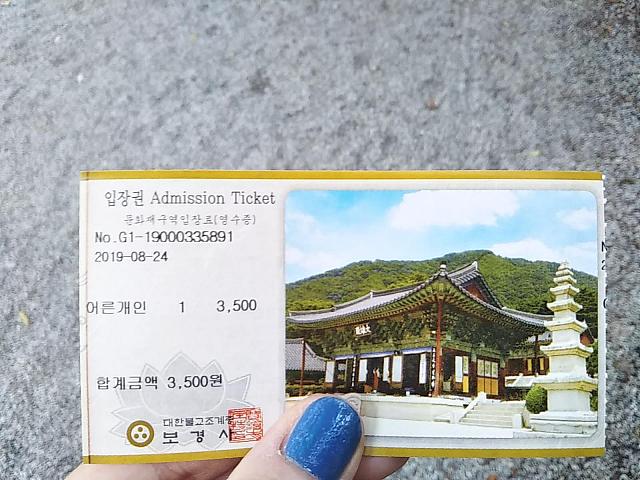 입장권 Admission Ticket
문화재구역입장료(영수증)
No.G1-19000335891
2019-08-24
어른개인 1 3,500
합계금액 3,500원
대한불교조계종
보경사